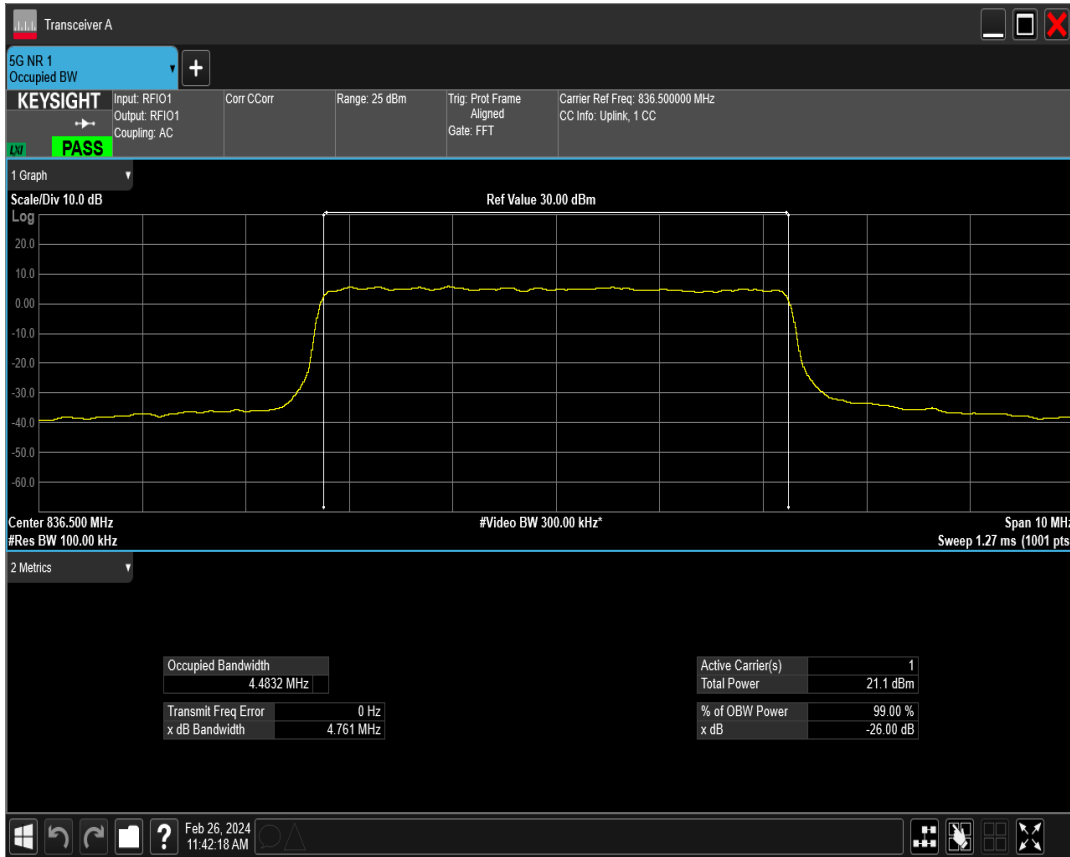 Transceiver A
5G NR 1
Occupied BW
KEYSIGHT
LXI
PASS
Input: RFIO1
Output: RFIO1
Coupling: AC
Corr CCorr
Range: 25 dBm
Trig: Prot Frame
Aligned
Gate: FFT
Carrier Ref Freq: 836.500000 MHz
CC Info: Uplink, 1 CC
1 Graph
Scale/Div 10.0 dB
Ref Value 30.00 dBm
Log
20.0
10.0
0.00
-10.0
-20.0
-30.0
-40.0
-50.0
-60.0
Center 836.500 MHz
#Video BW 300.00 kHz*
Span 10 MHz
#Res BW 100.00 kHz
Sweep 1.27 ms (1001 pts
2 Metrics
Occupied Bandwidth
4.4832 MHz
Transmit Freq Error 0 Hz
x dB Bandwidth 4.761 MHz
Active Carrier(s) 1
Total Power 21.1 dBm
% of OBW Power 99.00 %
x dB -26.00 dB
?
Feb 26, 2024
11:42:18 AM